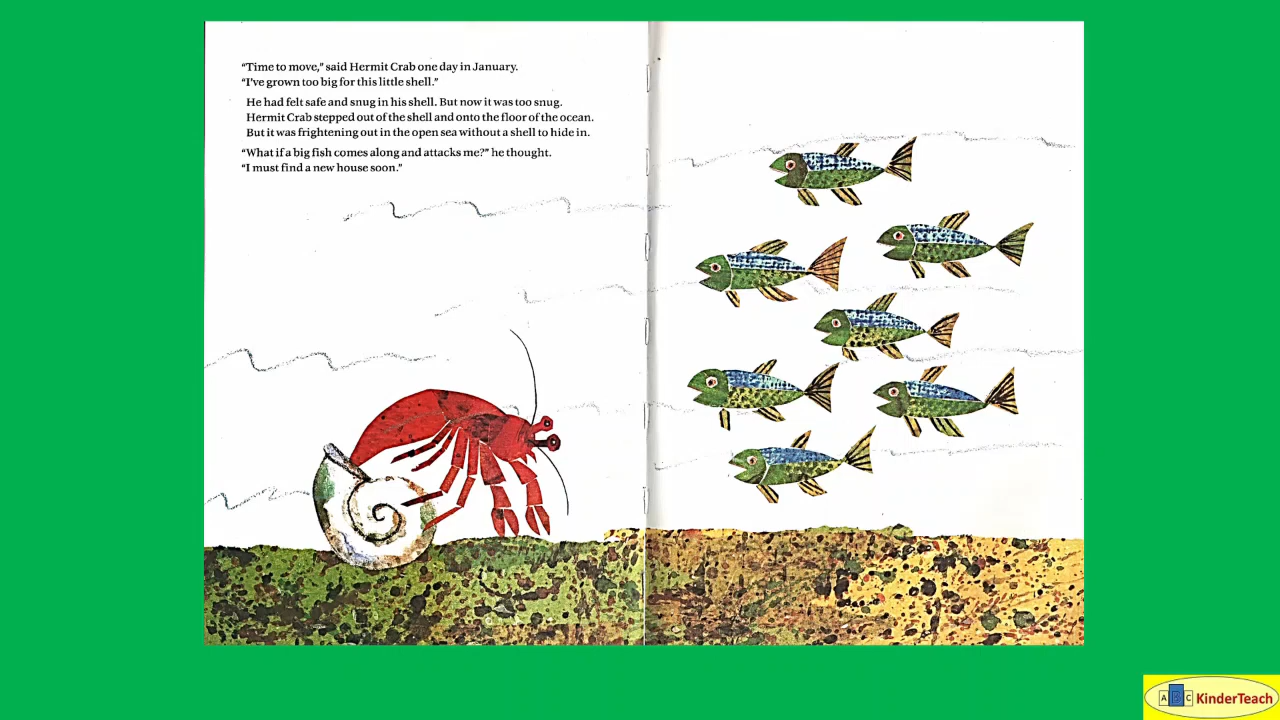 “Time to move,” said Hermit Crab one day in January.
“I've grown too big for this little shell.”
He had felt safe and snug in his shell. But now it was too snug.
Hermit Crab stepped out of the shell and onto the floor of the ocean.
But it was frightening out in the open sea without a shell to hide in.
“What if a big fish comes along and attacks me?” he thought.
“I must find a new house soon.”
A B C KinderTeach